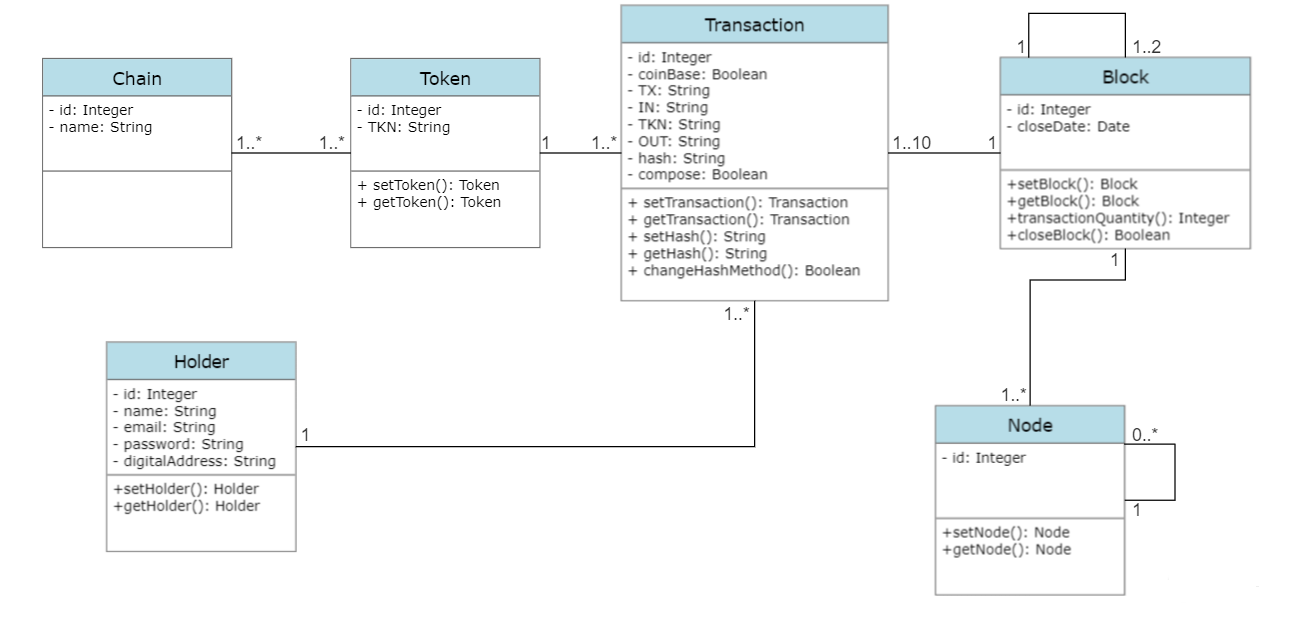 Chain
- id: Integer
- name: String
1..*
1..*
Token
- id: Integer
- TKN: String
+ setToken(): Token
+ getToken(): Token
1
1..*
Transaction
- id: Integer
- coinBase: Boolean
- TX: String
- IN: String
- TKN: String
- OUT: String
- hash: String
- compose: Boolean
+ setTransaction(): Transaction
+ getTransaction(): Transaction
+ setHash(): String
+ getHash(): String
+ changeHashMethod(): Boolean
1..10
1
1
1..2
Block
- id: Integer
- closeDate: Date
+setBlock(): Block
+getBlock(): Block
+transactionQuantity(): Integer
+closeBlock(): Boolean
1
1..*
1..*
Holder
- id: Integer
- name: String
- email: String
- password: String
- digitalAddress: String
+setHolder(): Holder
+getHolder(): Holder
1
Node
- id: Integer
+setNode(): Node
+getNode(): Node
0..*
1